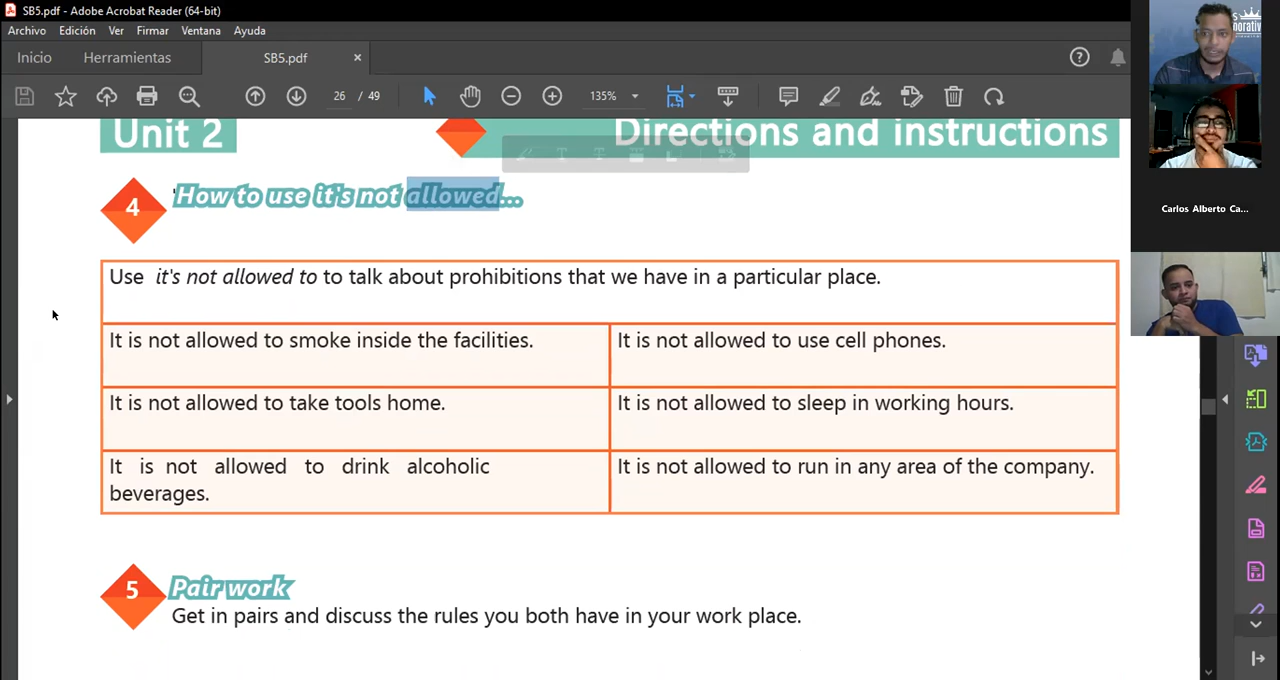 SB5.pdf - Adobe Acrobat Reader (64-bit)
Archivo Edición Ver Firmar Ventana Ayuda
Inicio Herramientas SB5.pdf ×
26 / 49 135%
Unit 2 Directions and instructions
4 How to use it's not allowed...
Use it's not allowed to to talk about prohibitions that we have in a particular place.
It is not allowed to smoke inside the facilities. It is not allowed to use cell phones.
It is not allowed to take tools home. It is not allowed to sleep in working hours.
It is not allowed to drink alcoholic
beverages.
It is not allowed to run in any area of the company.
5 Pair work
Get in pairs and discuss the rules you both have in your work place.
Carlos Alberto Ca...